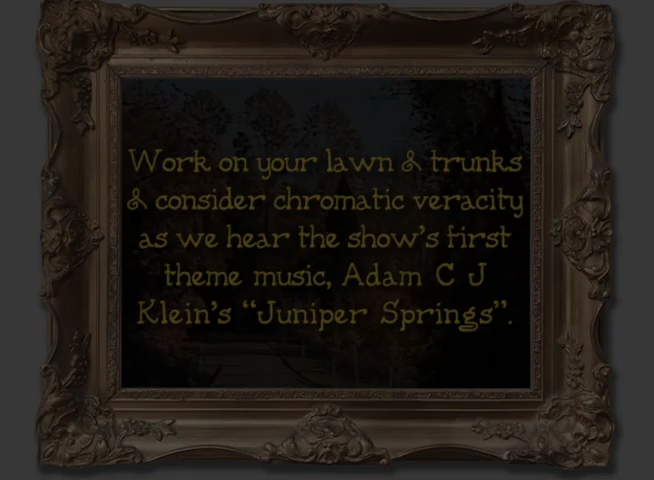 Work on your lawn & trunks
& consider chromatic veracity
as we hear the show's first
theme music, Adam C J
Klein's “Juniper Springs”.